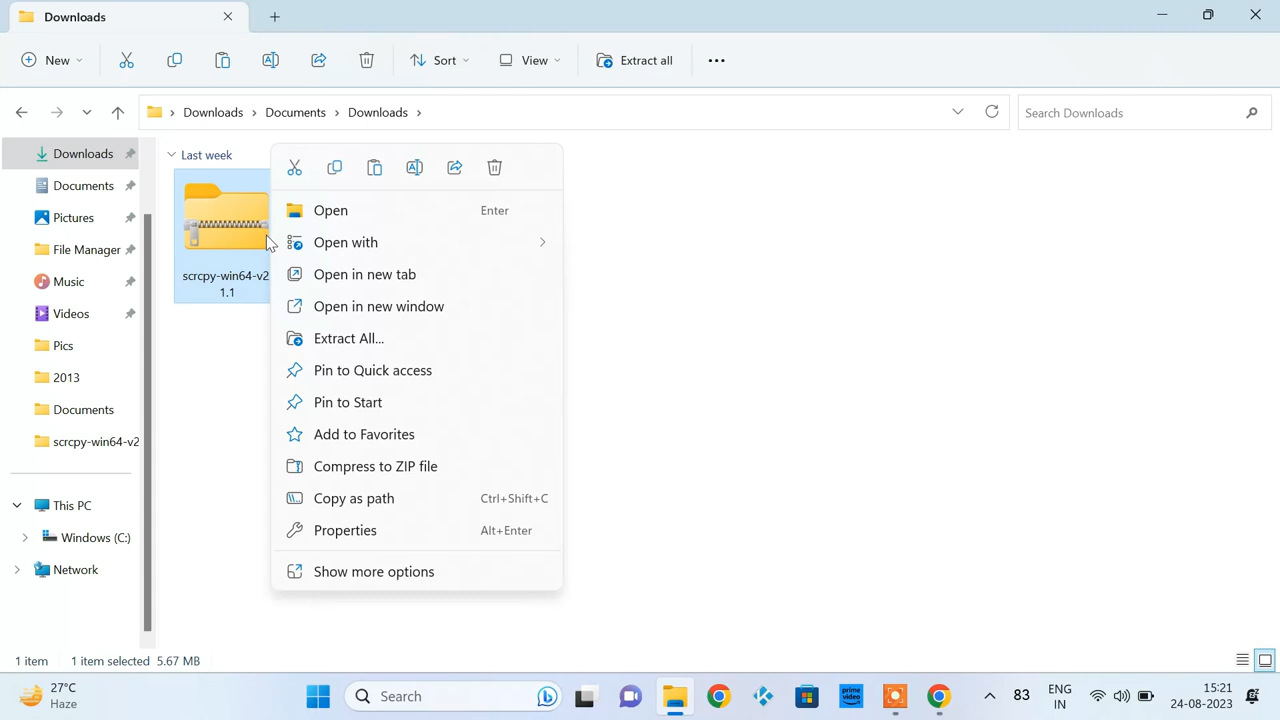 Downloads
New
Sort
View
Extract all
Downloads
Documents
Downloads
Search Downloads
Downloads
Documents
Pictures
File Manager
Music
Videos
Pics
2013
Documents
scrcpy-win64-v2
This PC
Windows (C:)
Network
Last week
scrcpy-win64-v2
1.1
Open Enter
Open with
Open in new tab
Open in new window
Extract All...
Pin to Quick access
Pin to Start
Add to Favorites
Compress to ZIP file
Copy as path Ctrl+Shift+C
Properties Alt+Enter
Show more options
1 item 1 item selected 5.67 MB
27°C
Haze
Search
prime
video
83
ENG
IN
15:21
24-08-2023